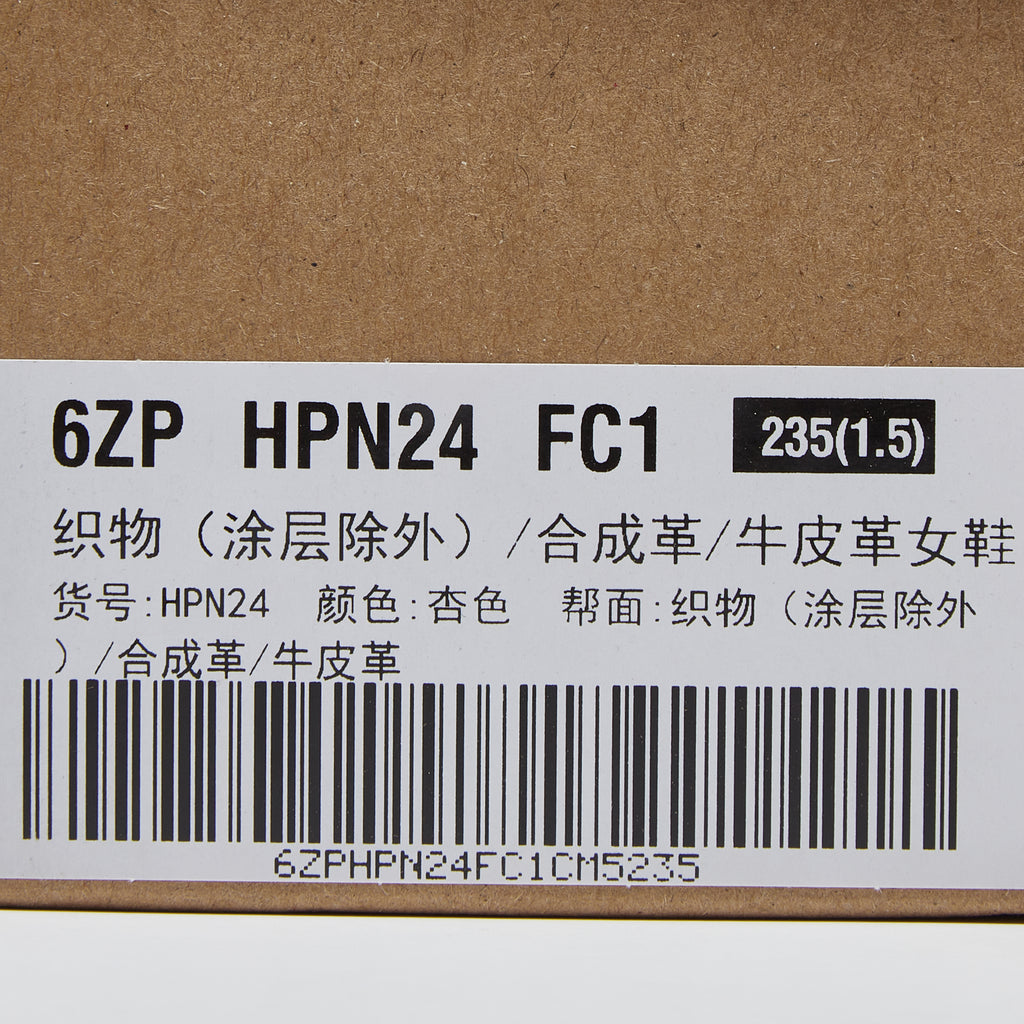 6ZP HPN24 FC1 235(1.5)
织物（涂层除外）/合成革/牛皮革女鞋
货号:HPN24 颜色:杏色 帮面:织物（涂层除外
）/合成革/牛皮革
6ZPHPN24FC1CM5235